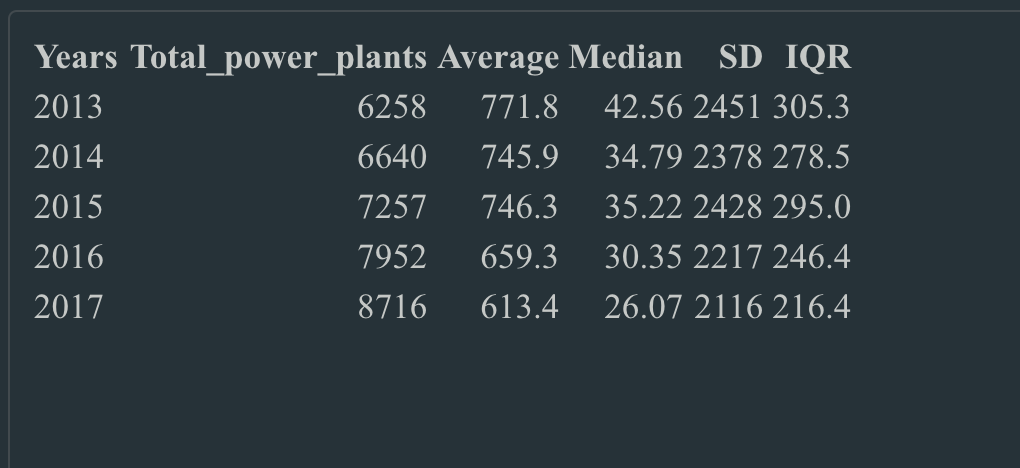 Years Total_power_plants Average Median SD IQR
2013 6258 771.8 42.56 2451 305.3
2014 6640 745.9 34.79 2378 278.5
2015 7257 746.3 35.22 2428 295.0
2016 7952 659.3 30.35 2217 246.4
2017 8716 613.4 26.07 2116 216.4